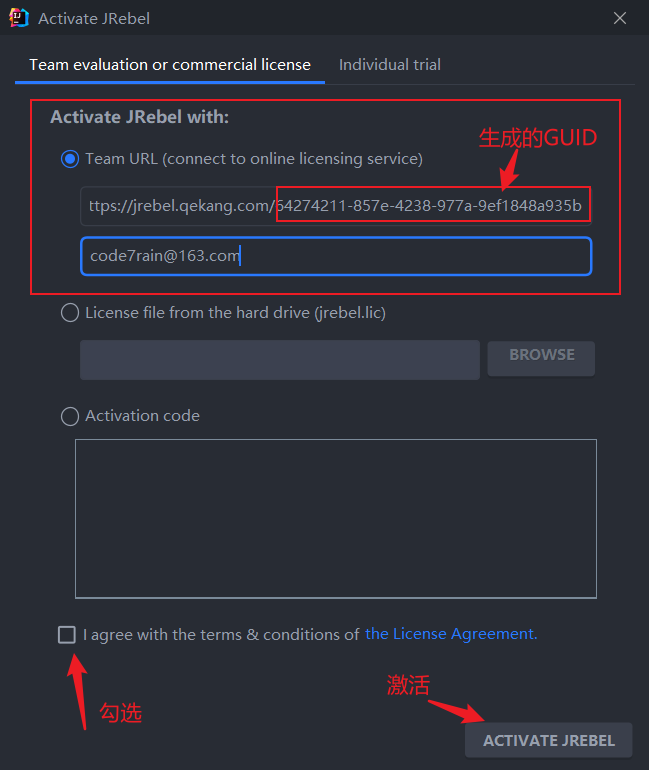 Activate JRebel
Team evaluation or commercial license
Individual trial
Activate JRebel with:
生成的GUID
Team URL (connect to online licensing service)
ttps://jrebel.qekang.com/64274211-857e-4238-977a-9ef1848a935b
code7rain@163.com
License file from the hard drive (jrebel.lic)
BROWSE
Activation code
I agree with the terms & conditions of the License Agreement.
勾选
激活
ACTIVATE JREBEL